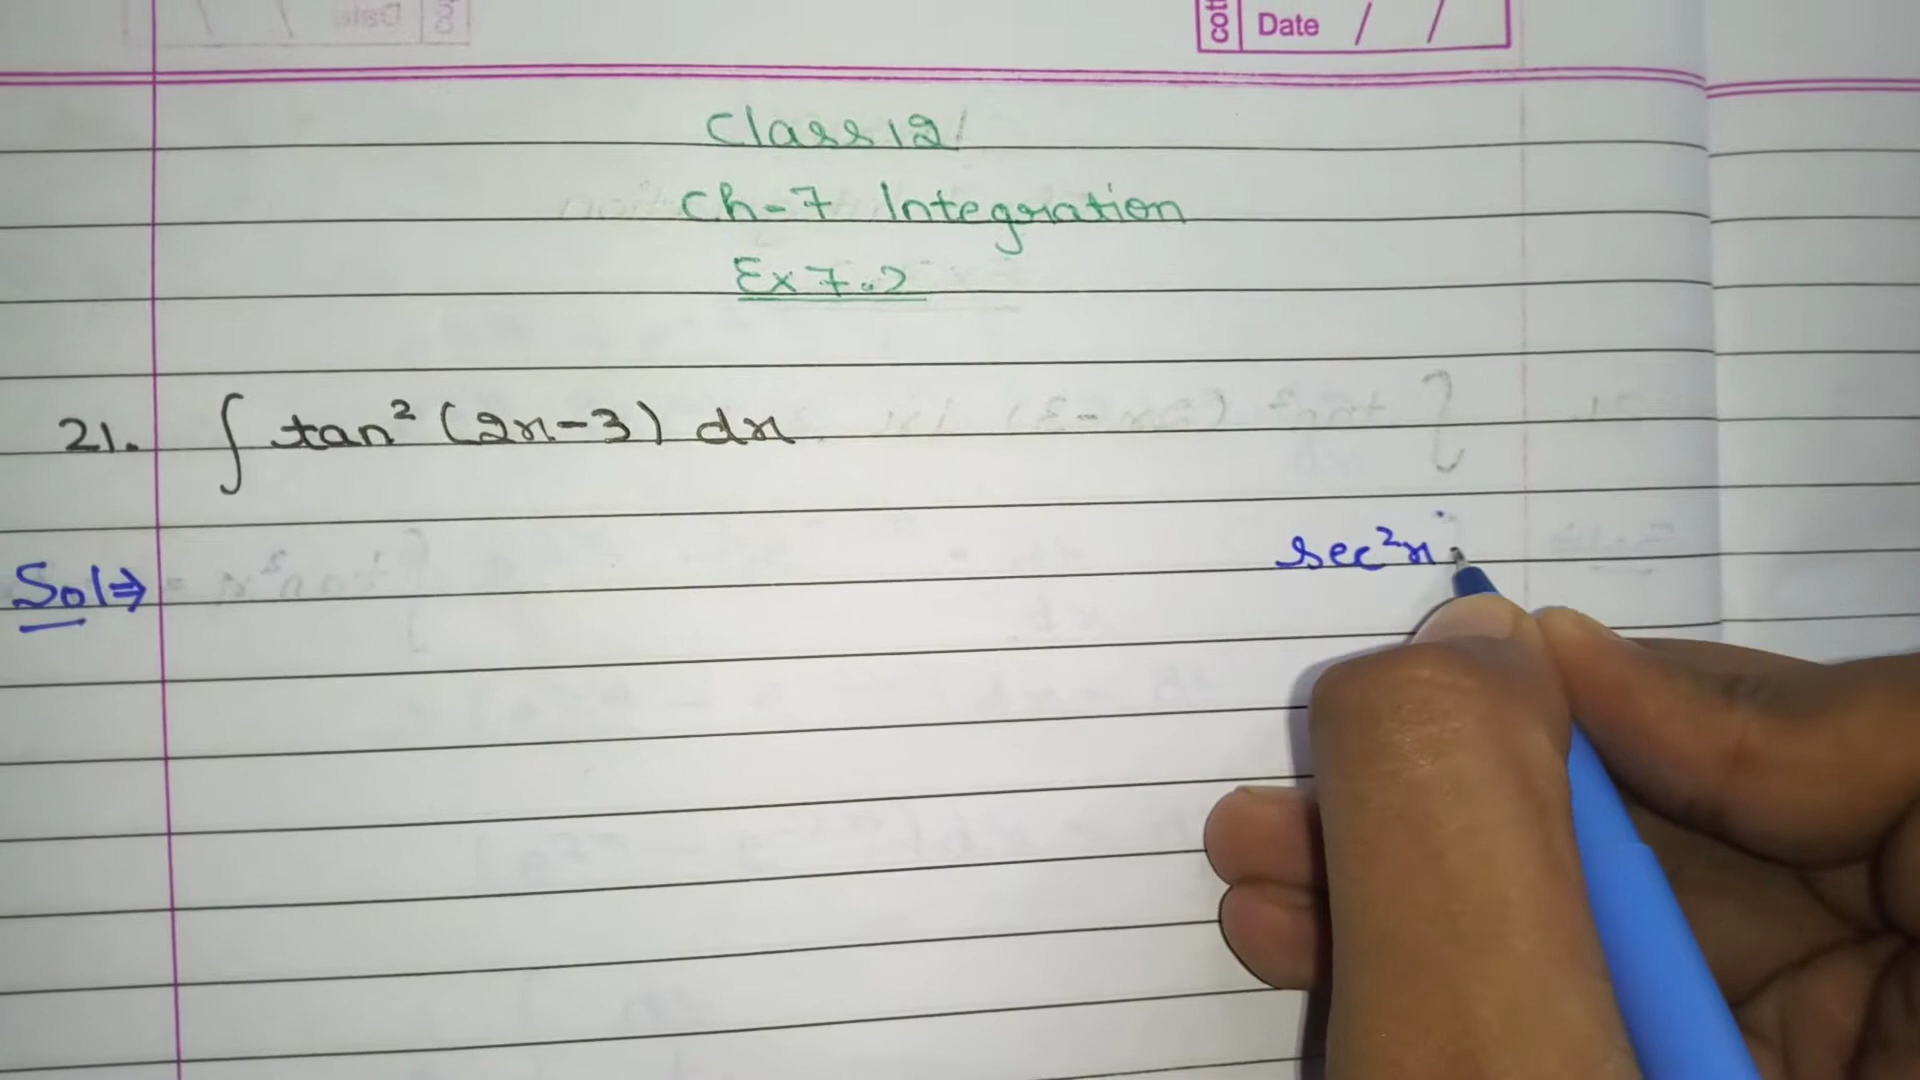 Date / /
Class 12
Ch-7 Integration
Ex 7.2
21. ∫ tan² (2x-3) dx
Sol⇒
sec²x